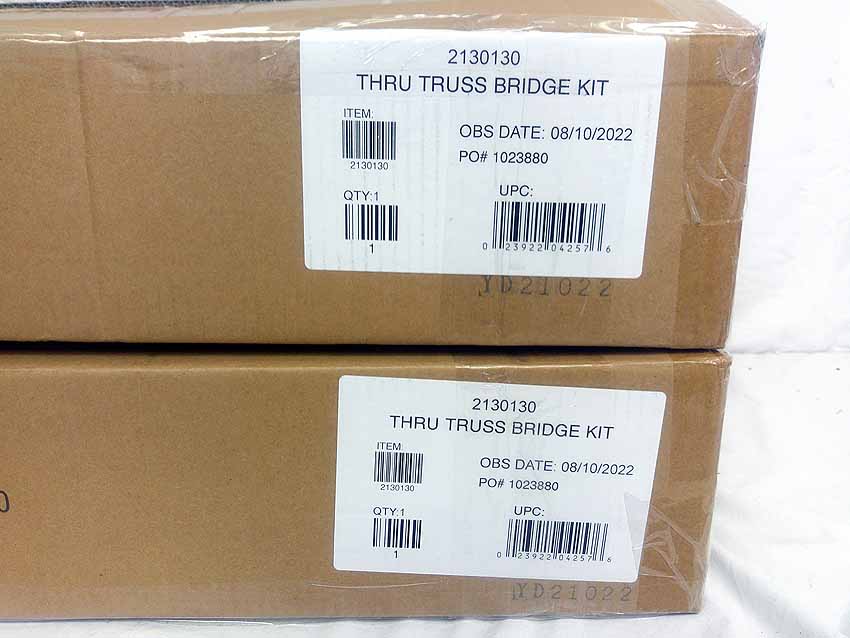 2130130
THRU TRUSS BRIDGE KIT
ITEM:
2130130
OBS DATE: 08/10/2022
PO# 1023880
QTY:1
1
UPC:
0 23922 04257 6
YD21022
2130130
THRU TRUSS BRIDGE KIT
ITEM:
2130130
OBS DATE: 08/10/2022
PO# 1023880
QTY:1
1
UPC:
0 23922 04257 6
YD21022
0